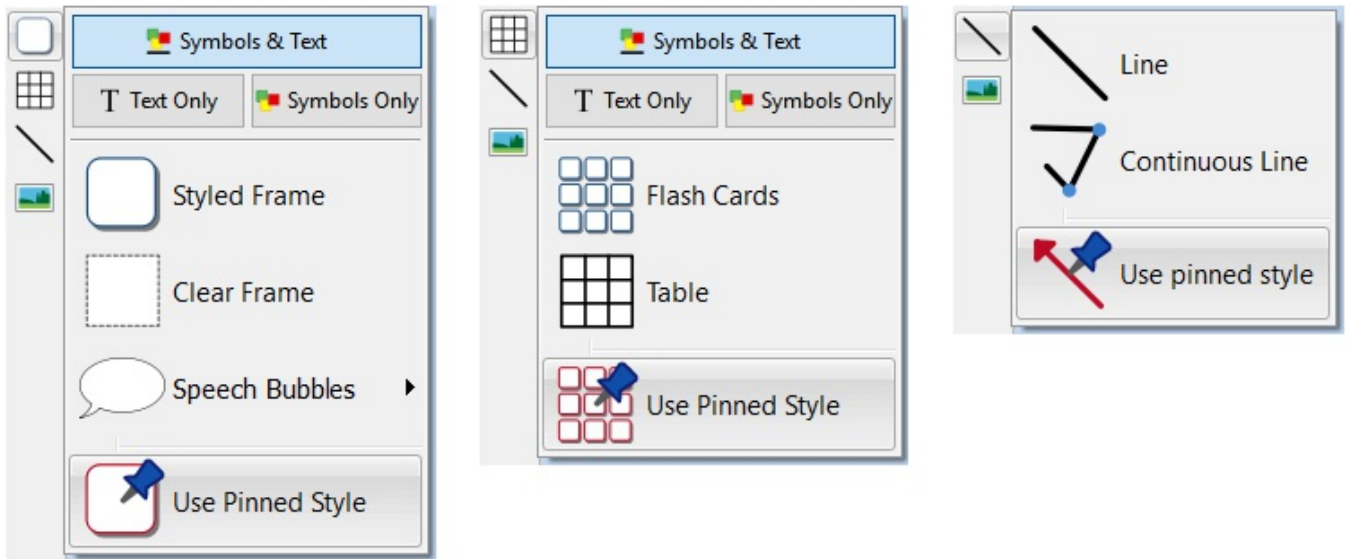 Symbols & Text
T Text Only
Symbols Only
Styled Frame
Clear Frame
Speech Bubbles
Use Pinned Style
Symbols & Text
T Text Only
Symbols Only
Flash Cards
Table
Use Pinned Style
Line
Continuous Line
Use pinned style